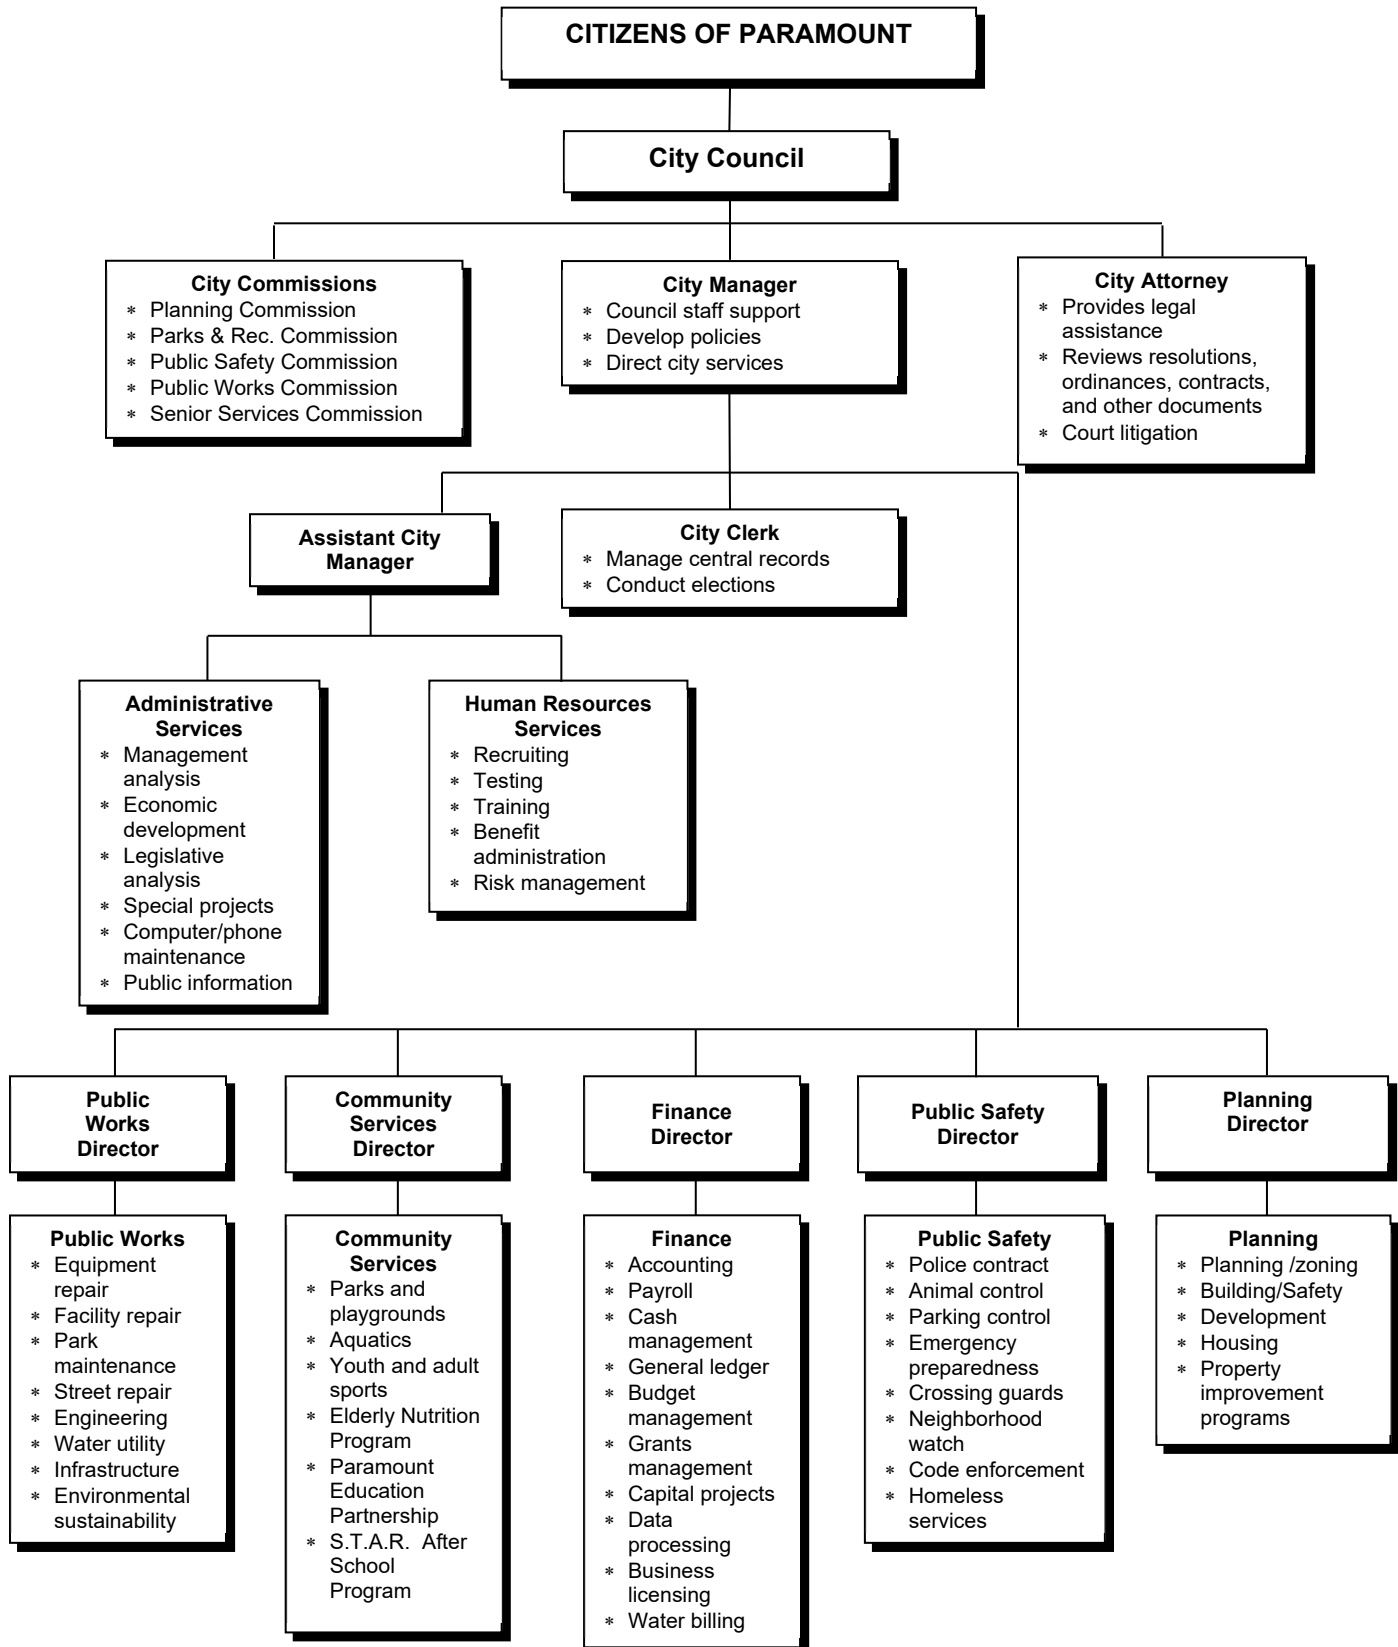 CITIZENS OF PARAMOUNT
City Council
City Commissions
* Planning Commission
* Parks & Rec. Commission
* Public Safety Commission
* Public Works Commission
* Senior Services Commission
City Manager
* Council staff support
* Develop policies
* Direct city services
City Attorney
* Provides legal
assistance
* Reviews resolutions,
ordinances, contracts,
and other documents
* Court litigation
Assistant City
Manager
City Clerk
* Manage central records
* Conduct elections
Administrative
Services
* Management
analysis
* Economic
development
* Legislative
analysis
* Special projects
* Computer/phone
maintenance
* Public information
Human Resources
Services
* Recruiting
* Testing
* Training
* Benefit
administration
* Risk management
Public
Works
Director
Community
Services
Director
Finance
Director
Public Safety
Director
Planning
Director
Public Works
* Equipment
repair
* Facility repair
* Park
maintenance
* Street repair
* Engineering
* Water utility
* Infrastructure
* Environmental
sustainability
Community
Services
* Parks and
playgrounds
* Aquatics
* Youth and adult
sports
* Elderly Nutrition
Program
* Paramount
Education
Partnership
* S.T.A.R. After
School
Program
Finance
* Accounting
* Payroll
* Cash
management
* General ledger
* Budget
management
* Grants
management
* Capital projects
* Data
processing
* Business
licensing
* Water billing
Public Safety
* Police contract
* Animal control
* Parking control
* Emergency
preparedness
* Crossing guards
* Neighborhood
watch
* Code enforcement
* Homeless
services
Planning
* Planning /zoning
* Building/Safety
* Development
* Housing
* Property
improvement
programs